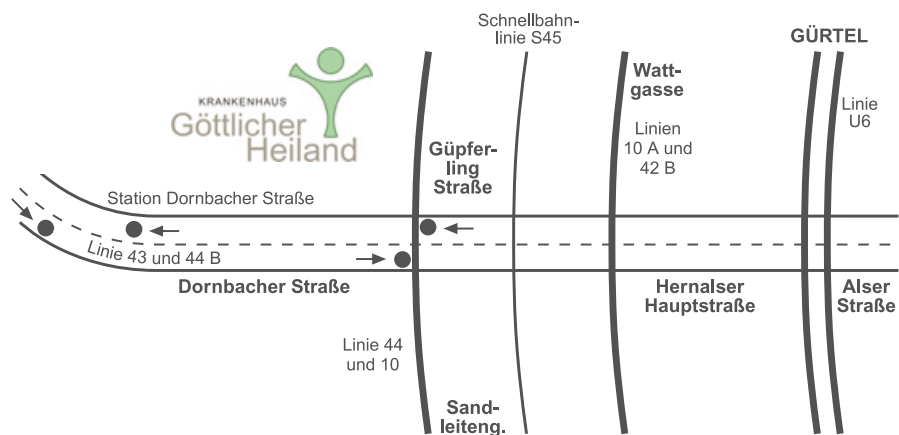 Schnellbahn-
linie S45
GÜRTEL
KRANKENHAUS
Göttlicher
Heiland
Watt-
gasse
Linien
10 A und
42 B
Linie
U6
Güpfer-
ling
Straße
Station Dornbacher Straße
Linie 43 und 44 B
Dornbacher Straße
Hernalser
Hauptstraße
Alser
Straße
Linie 44
und 10
Sand-
leiteng.